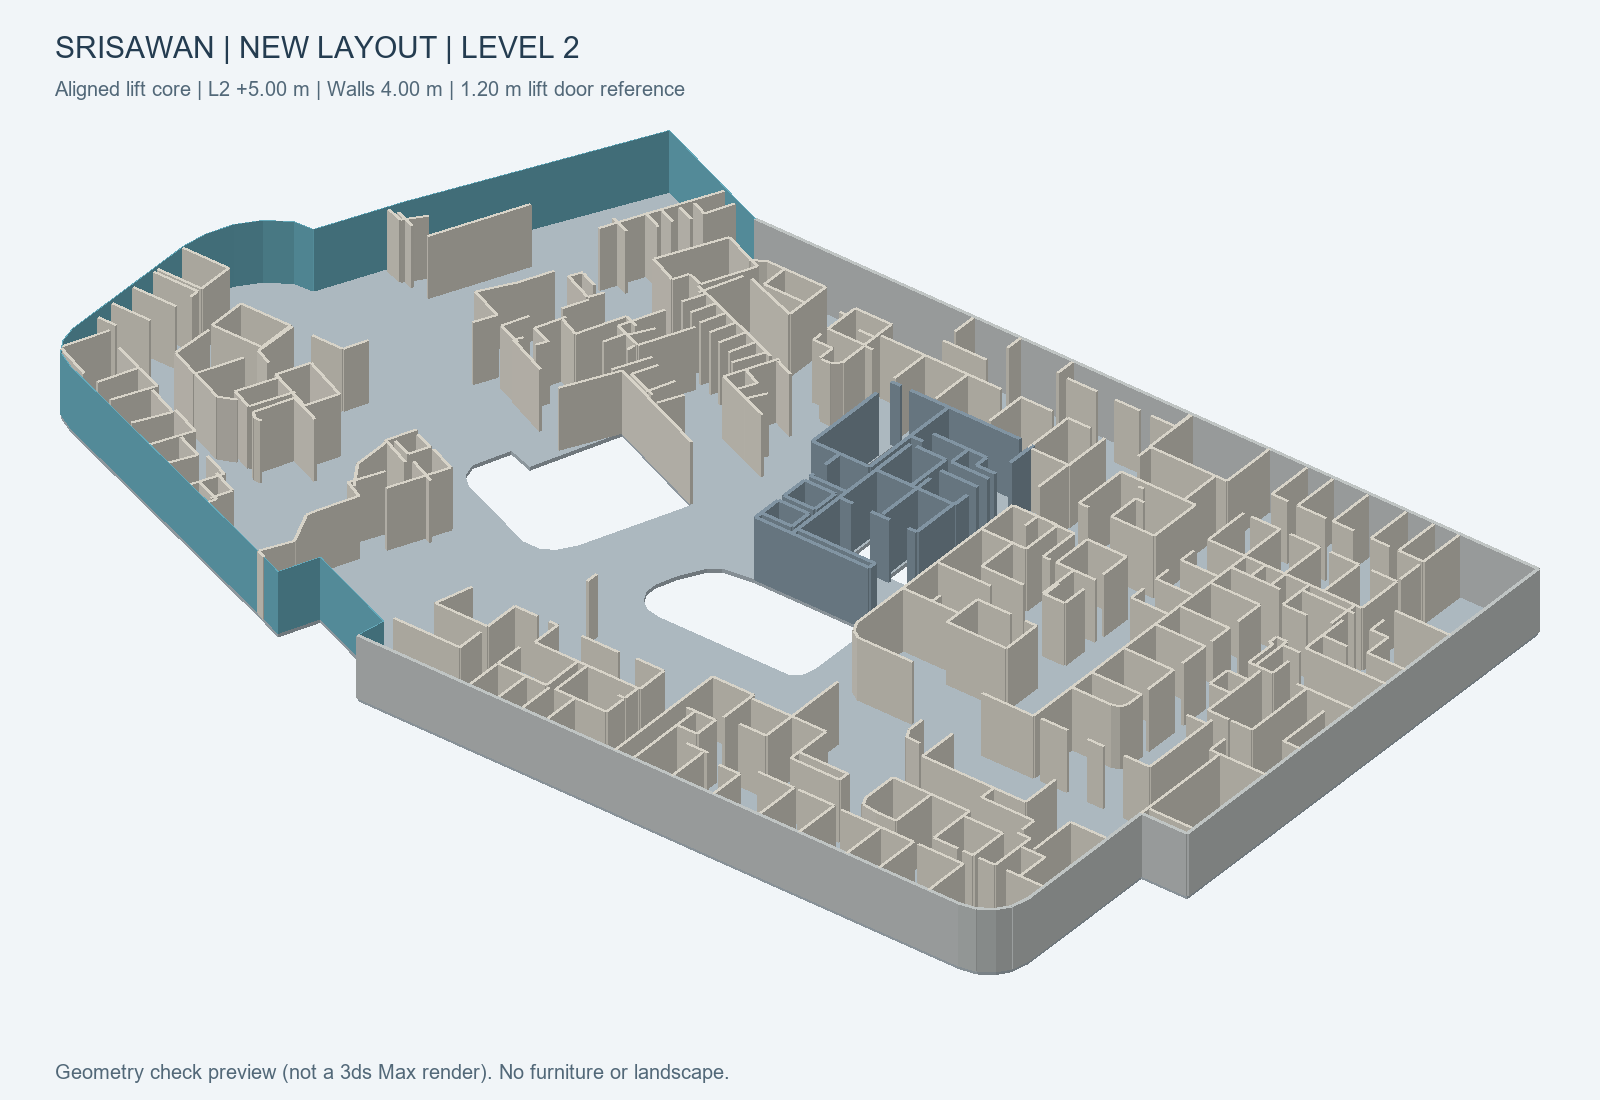 SRISAWAN | NEW LAYOUT | LEVEL 2
Aligned lift core | L2 +5.00 m | Walls 4.00 m | 1.20 m lift door reference
Geometry check preview (not a 3ds Max render). No furniture or landscape.